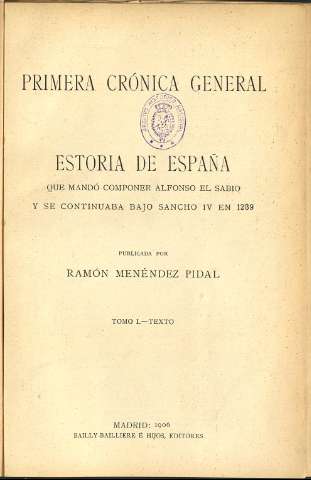 PRIMERA CRÓNICA GENERAL
ESTORIA DE ESPAÑA
QUE MANDÓ COMPONER ALFONSO EL SABIO
Y SE CONTINUABA BAJO SANCHO IV EN 1289
PUBLICADA POR
RAMÓN MENÉNDEZ PIDAL
TOMO I.—TEXTO
MADRID: 1906
BAILLY-BAILLIERE É HIJOS, EDITORES